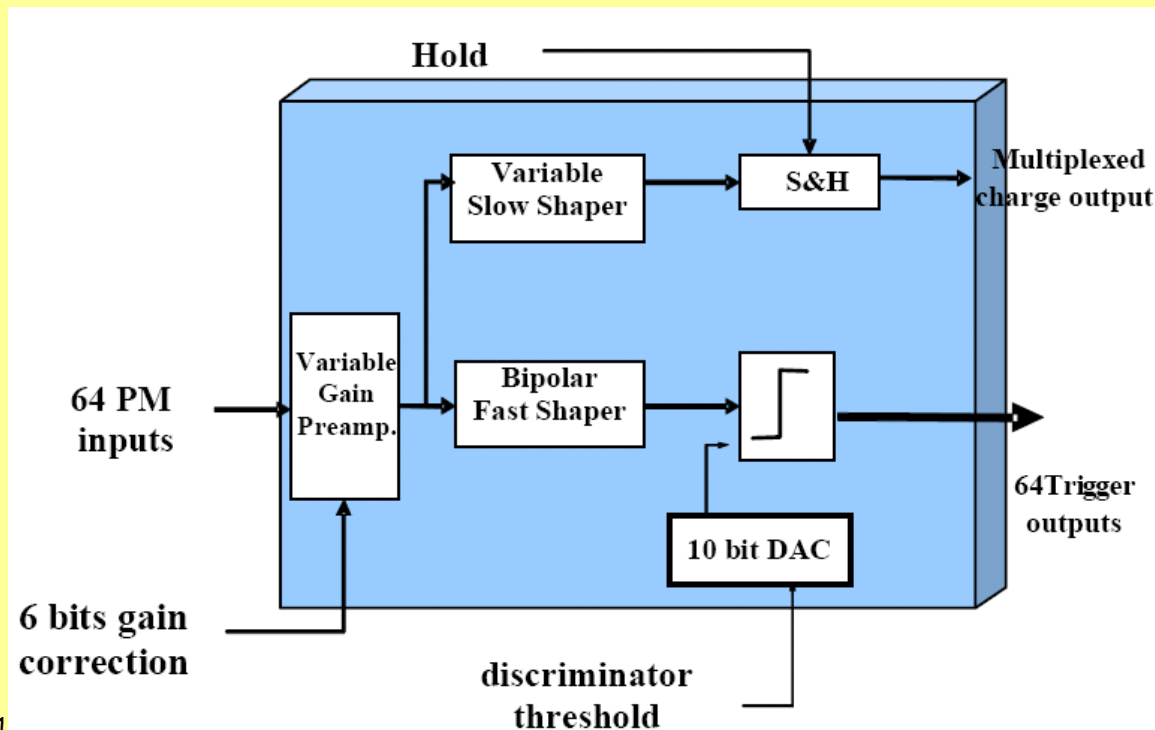 Hold
Variable
Slow Shaper
S&H
Multiplexed
charge output
Variable
Gain
Preamp.
64 PM
inputs
Bipolar
Fast Shaper
64Trigger
outputs
10 bit DAC
6 bits gain
correction
discriminator
threshold
1